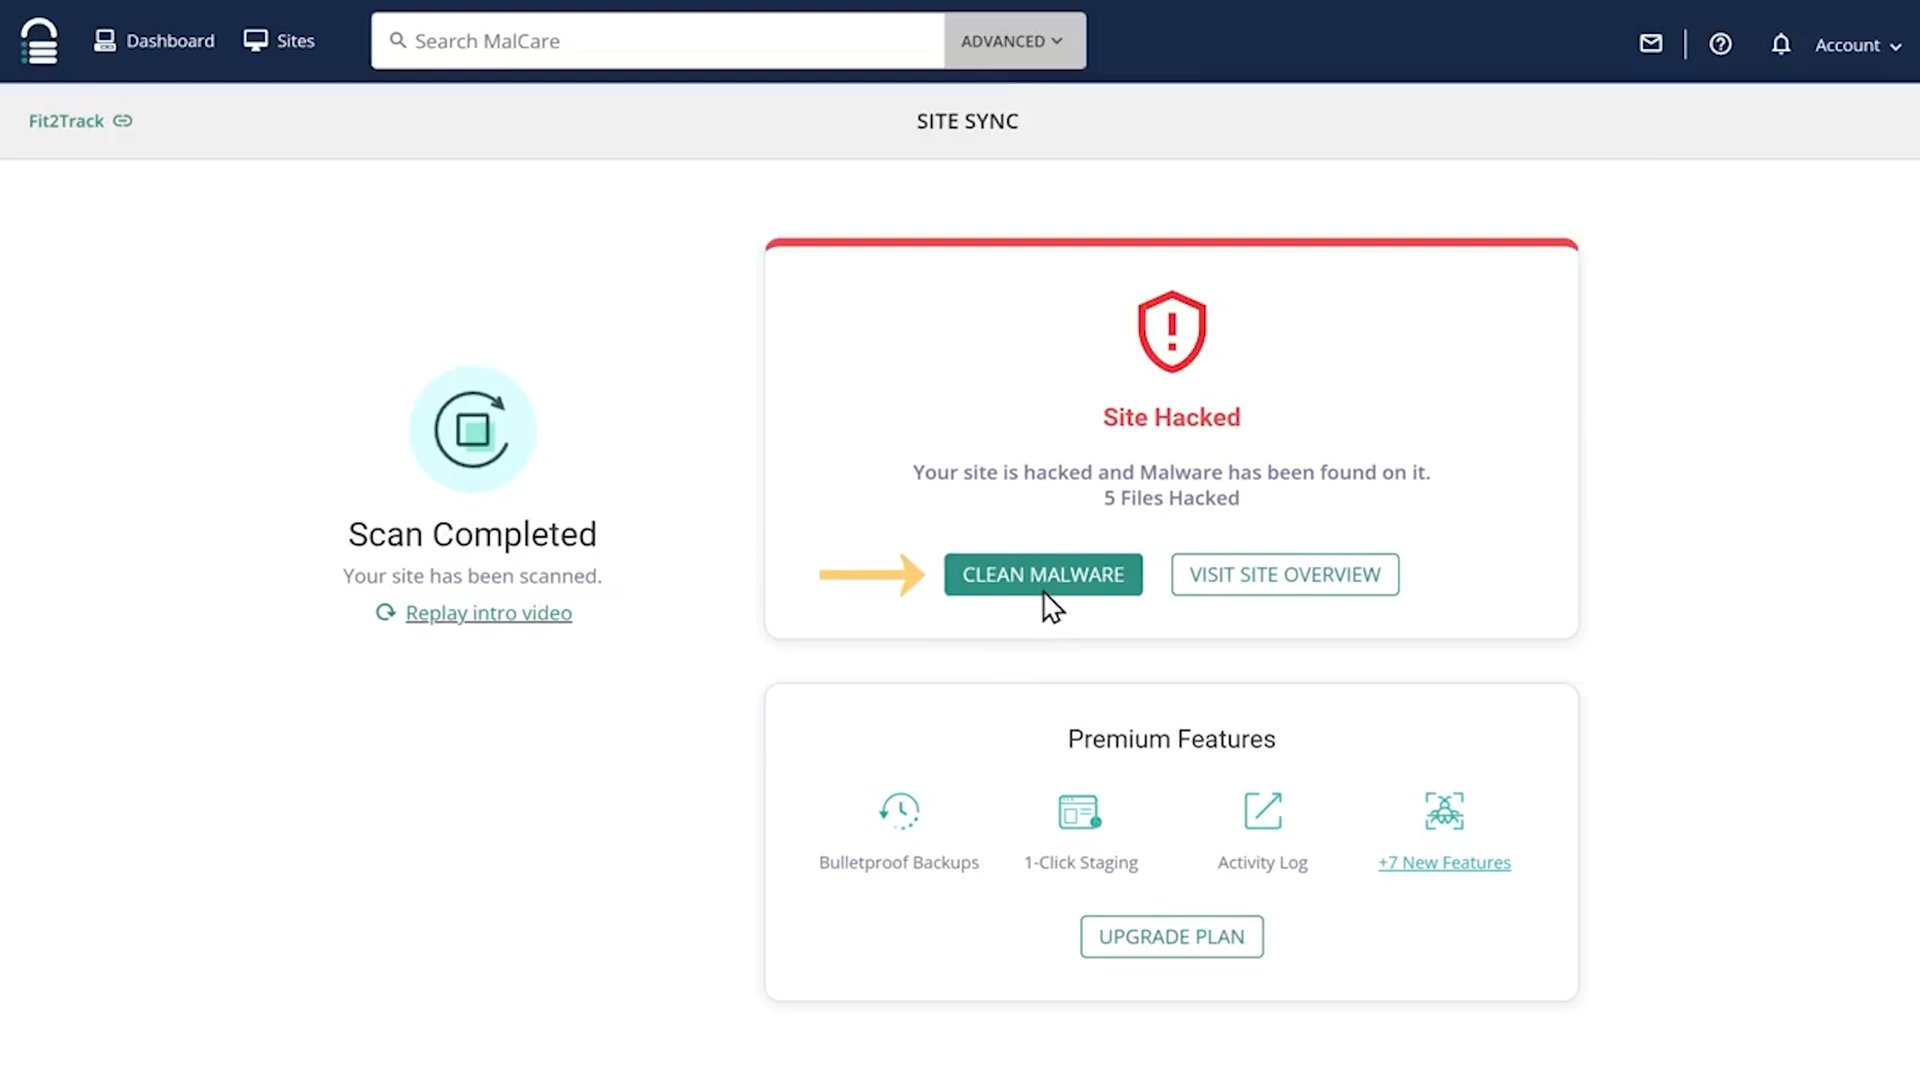 Dashboard
Sites
Search MalCare
ADVANCED
Account
Fit2Track
SITE SYNC
Scan Completed
Your site has been scanned.
Replay intro video
Site Hacked
Your site is hacked and Malware has been found on it.
5 Files Hacked
CLEAN MALWARE
VISIT SITE OVERVIEW
Premium Features
Bulletproof Backups
1-Click Staging
Activity Log
+7 New Features
UPGRADE PLAN